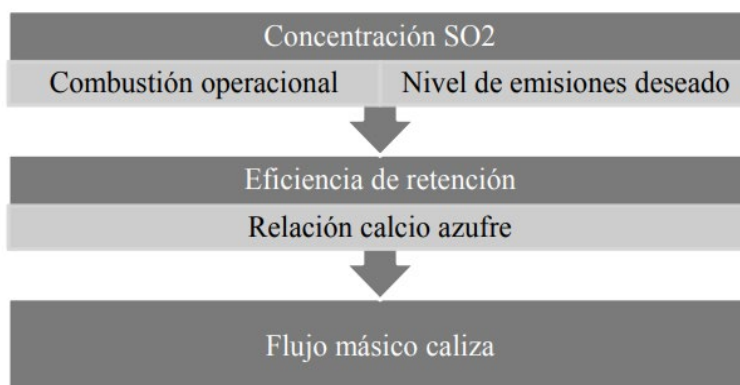 Concentración SO2
Combustión operacional
Nivel de emisiones deseado
Eficiencia de retención
Relación calcio azufre
Flujo másico caliza